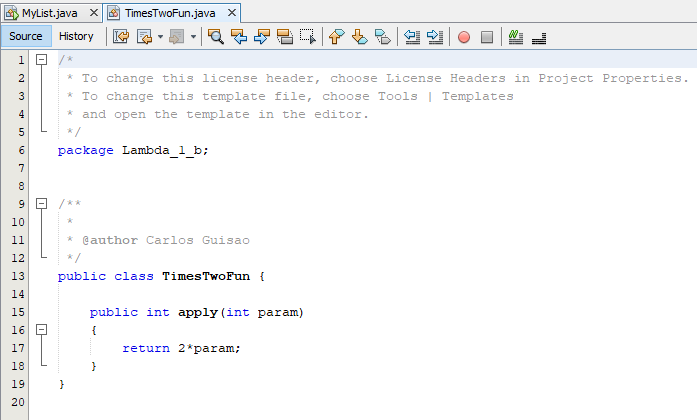 MyList.java × TimesTwoFun.java ×
Source History
1 /*
2 * To change this license header, choose License Headers in Project Properties.
3 * To change this template file, choose Tools | Templates
4 * and open the template in the editor.
5 */
6 package Lambda_1_b;
7
8
9 /**
10 *
11 * @author Carlos Guisao
12 */
13 public class TimesTwoFun {
14
15 public int apply(int param)
16 {
17 return 2*param;
18 }
19 }
20